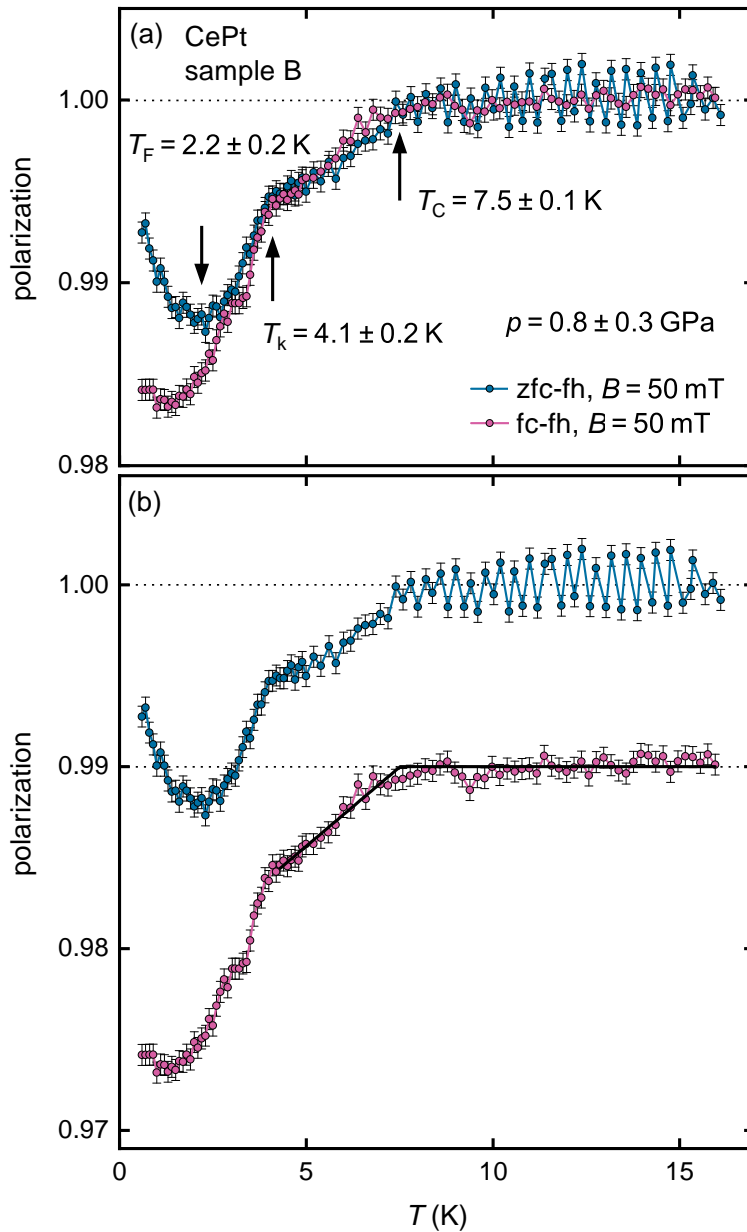 (a)
CePt
sample B
1.00
T_F = 2.2 ± 0.2 K
T_C = 7.5 ± 0.1 K
0.99
polarization
T_k = 4.1 ± 0.2 K
p = 0.8 ± 0.3 GPa
zfc-fh, B = 50 mT
fc-fh, B = 50 mT
0.98
(b)
1.00
0.99
polarization
0.98
0.97
0 5 10 15
T (K)